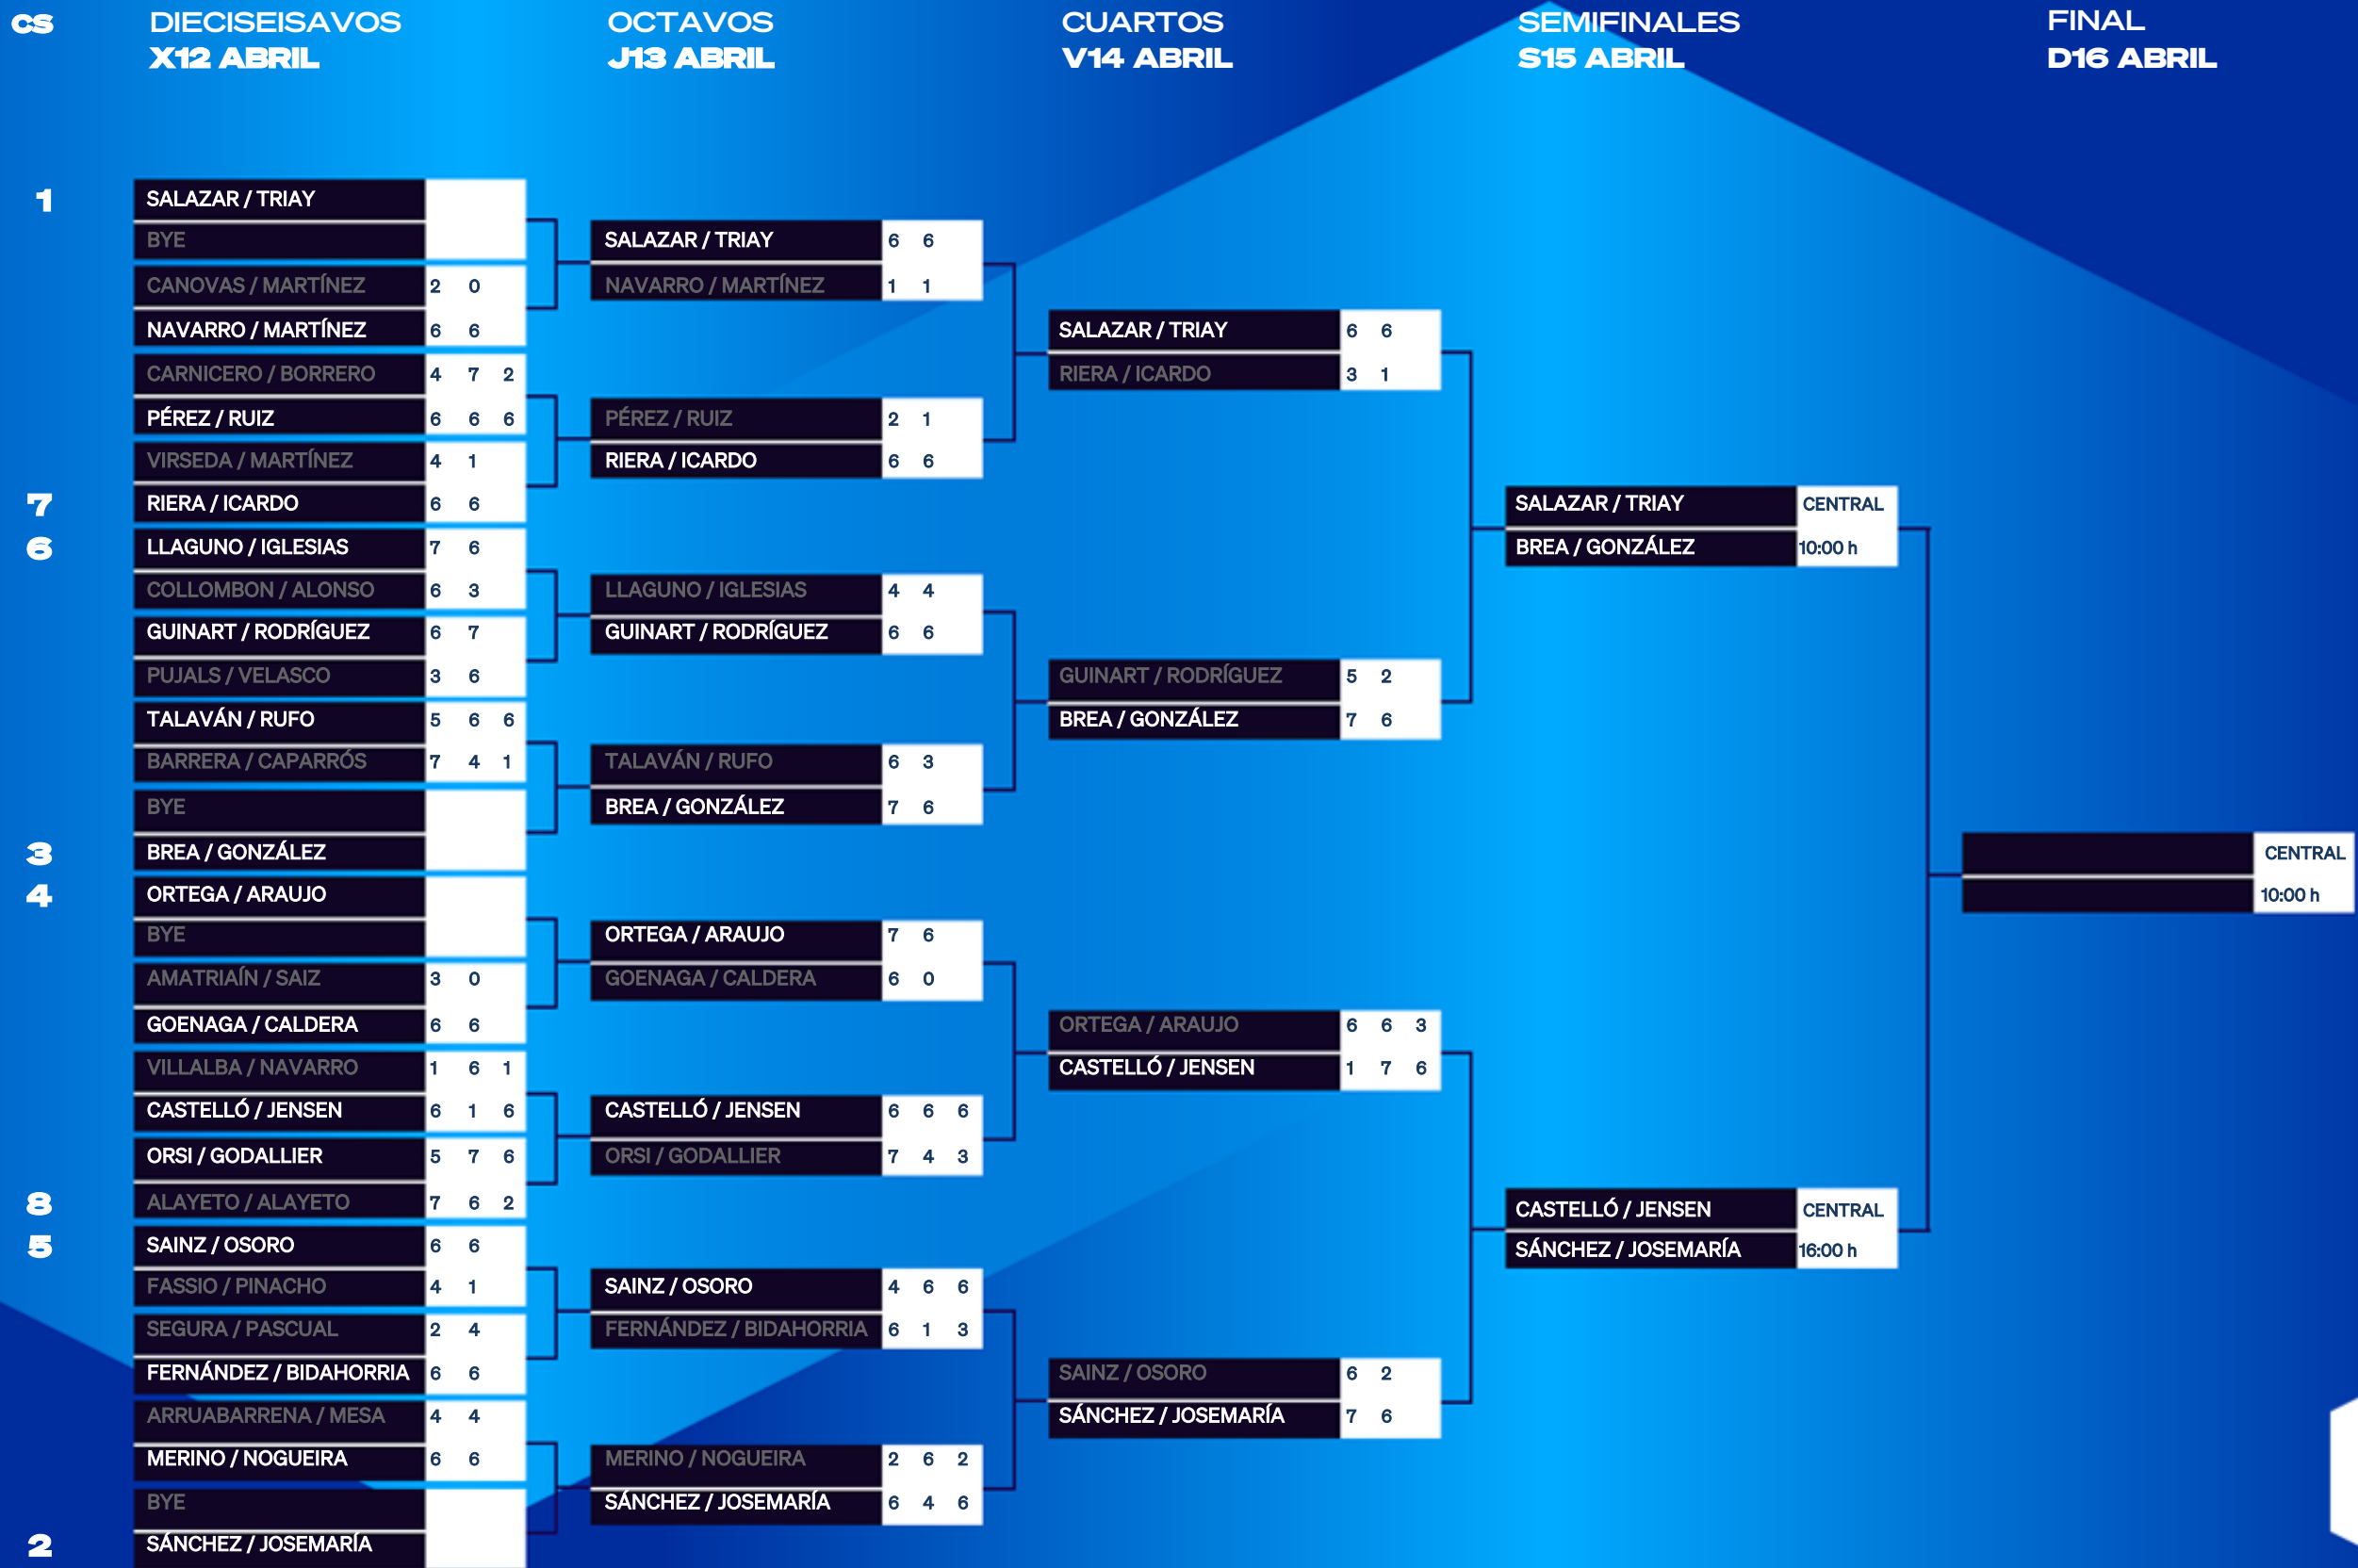 CS
DIECISEISAVOS
X12 ABRIL
OCTAVOS
J13 ABRIL
CUARTOS
V14 ABRIL
SEMIFINALES
S15 ABRIL
FINAL
D16 ABRIL
1 SALAZAR / TRIAY
BYE
CANOVAS / MARTÍNEZ 2 0
NAVARRO / MARTÍNEZ 6 6
CARNICERO / BORRERO 4 7 2
PÉREZ / RUIZ 6 6 6
VIRSEDA / MARTÍNEZ 4 1
7 RIERA / ICARDO 6 6
6 LLAGUNO / IGLESIAS 7 6
COLLOMBON / ALONSO 6 3
GUINART / RODRÍGUEZ 6 7
PUJALS / VELASCO 3 6
TALAVÁN / RUFO 5 6 6
BARRERA / CAPARRÓS 7 4 1
BYE
3 BREA / GONZÁLEZ
4 ORTEGA / ARAUJO
BYE
AMATRIAÍN / SAIZ 3 0
GOENAGA / CALDERA 6 6
VILLALBA / NAVARRO 1 6 1
CASTELLÓ / JENSEN 6 1 6
ORSI / GODALLIER 5 7 6
8 ALAYETO / ALAYETO 7 6 2
5 SAINZ / OSORO 6 6
FASSIO / PINACHO 4 1
SEGURA / PASCUAL 2 4
FERNÁNDEZ / BIDAHORRIA 6 6
ARRUABARRENA / MESA 4 4
MERINO / NOGUEIRA 6 6
BYE
2 SÁNCHEZ / JOSEMARÍA
SALAZAR / TRIAY 6 6
NAVARRO / MARTÍNEZ 1 1
PÉREZ / RUIZ 2 1
RIERA / ICARDO 6 6
LLAGUNO / IGLESIAS 4 4
GUINART / RODRÍGUEZ 6 6
TALAVÁN / RUFO 6 3
BREA / GONZÁLEZ 7 6
ORTEGA / ARAUJO 7 6
GOENAGA / CALDERA 6 0
CASTELLÓ / JENSEN 6 6 6
ORSI / GODALLIER 7 4 3
SAINZ / OSORO 4 6 6
FERNÁNDEZ / BIDAHORRIA 6 1 3
MERINO / NOGUEIRA 2 6 2
SÁNCHEZ / JOSEMARÍA 6 4 6
SALAZAR / TRIAY 6 6
RIERA / ICARDO 3 1
GUINART / RODRÍGUEZ 5 2
BREA / GONZÁLEZ 7 6
ORTEGA / ARAUJO 6 6 3
CASTELLÓ / JENSEN 1 7 6
SAINZ / OSORO 6 2
SÁNCHEZ / JOSEMARÍA 7 6
SALAZAR / TRIAY CENTRAL
BREA / GONZÁLEZ 10:00 h
CASTELLÓ / JENSEN CENTRAL
SÁNCHEZ / JOSEMARÍA 16:00 h
CENTRAL
10:00 h